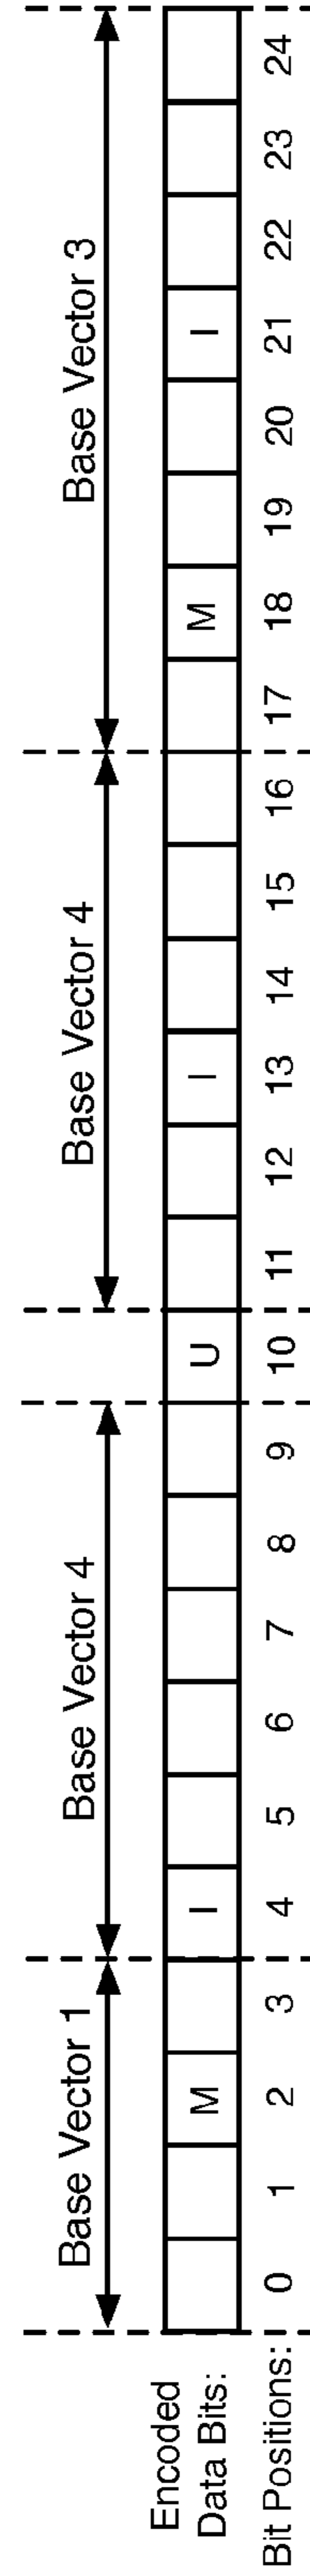 Base Vector 1 Base Vector 4 Base Vector 4 Base Vector 3
Encoded
Data Bits: M I U I M I
Bit Positions: 0 1 2 3 4 5 6 7 8 9 10 11 12 13 14 15 16 17 18 19 20 21 22 23 24